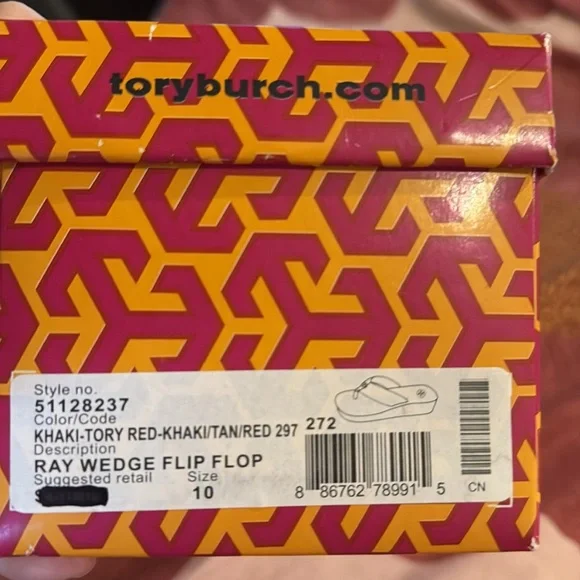 toryburch.com
Style no.
51128237
Color/Code
KHAKI-TORY RED-KHAKI/TAN/RED 297 272
Description
RAY WEDGE FLIP FLOP
Suggested retail Size
10
8 86762 78991 5 CN